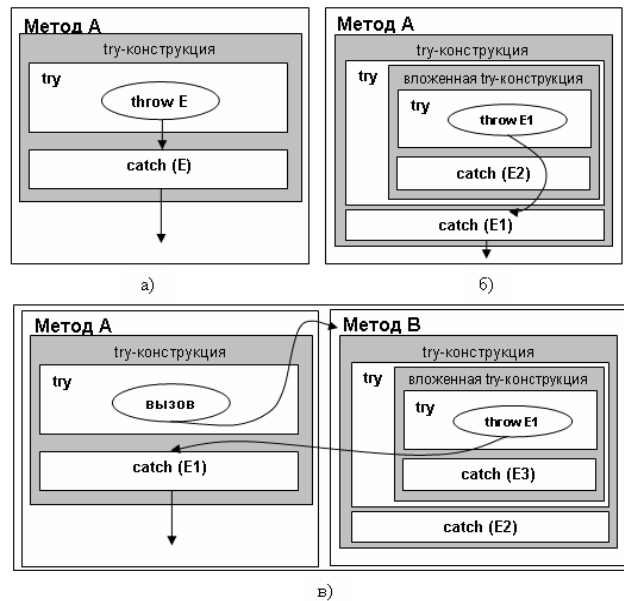 Метод А
try-конструкция
try
throw E
catch (E)
а)
Метод А
try-конструкция
try
вложенная try-конструкция
try
throw E1
catch (E2)
catch (E1)
б)
Метод А
try-конструкция
try
вызов
catch (E1)
Метод В
try-конструкция
try
вложенная try-конструкция
try
throw E1
catch (E3)
catch (E2)
в)